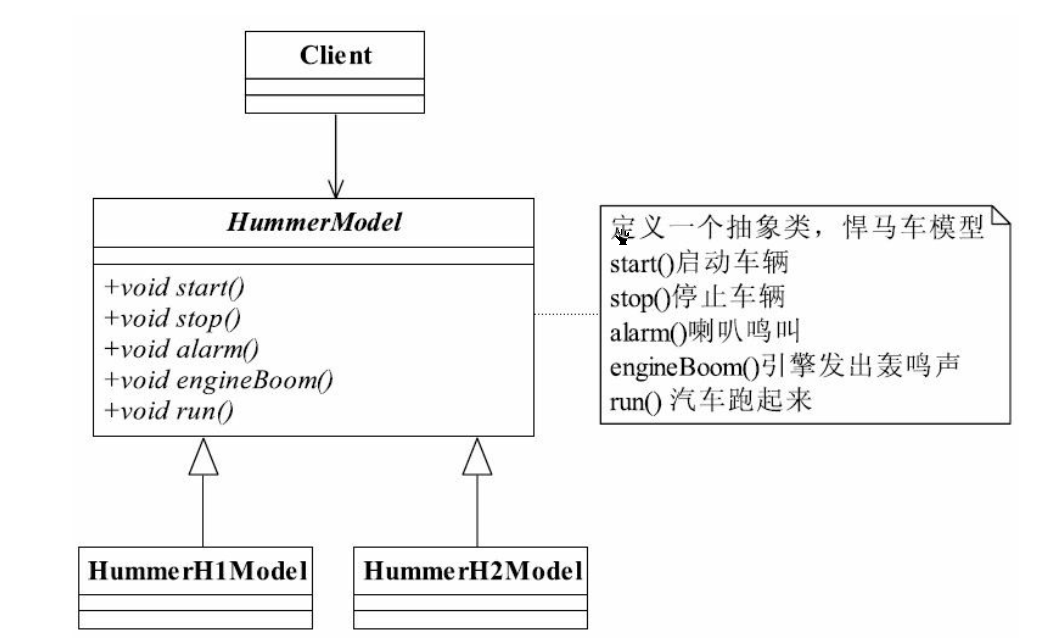 Client
HummerModel
+void start()
+void stop()
+void alarm()
+void engineBoom()
+void run()
定义一个抽象类，悍马车模型
start()启动车辆
stop()停止车辆
alarm()喇叭鸣叫
engineBoom()引擎发出轰鸣声
run() 汽车跑起来
HummerH1Model
HummerH2Model